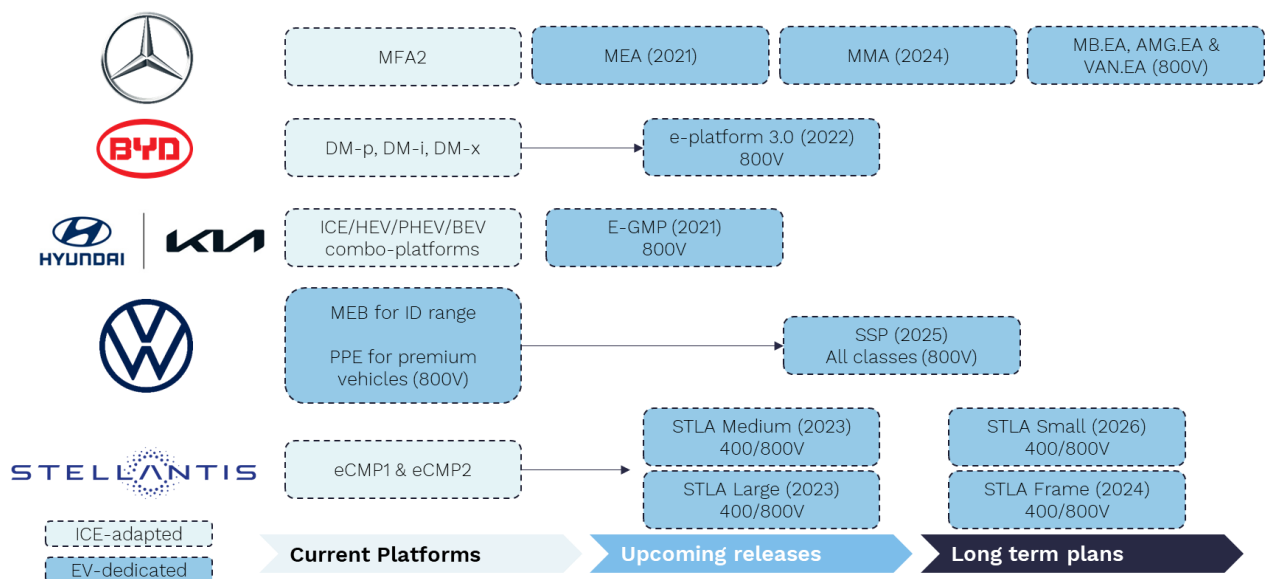 MFA2
MEA (2021)
MMA (2024)
MB.EA, AMG.EA &
VAN.EA (800V)
BYD
DM-p, DM-i, DM-x
e-platform 3.0 (2022)
800V
HYUNDAI
KIA
ICE/HEV/PHEV/BEV
combo-platforms
E-GMP (2021)
800V
MEB for ID range
PPE for premium
vehicles (800V)
SSP (2025)
All classes (800V)
STELLANTIS
eCMP1 & eCMP2
STLA Medium (2023)
400/800V
STLA Large (2023)
400/800V
STLA Small (2026)
400/800V
STLA Frame (2024)
400/800V
ICE-adapted
EV-dedicated
Current Platforms
Upcoming releases
Long term plans